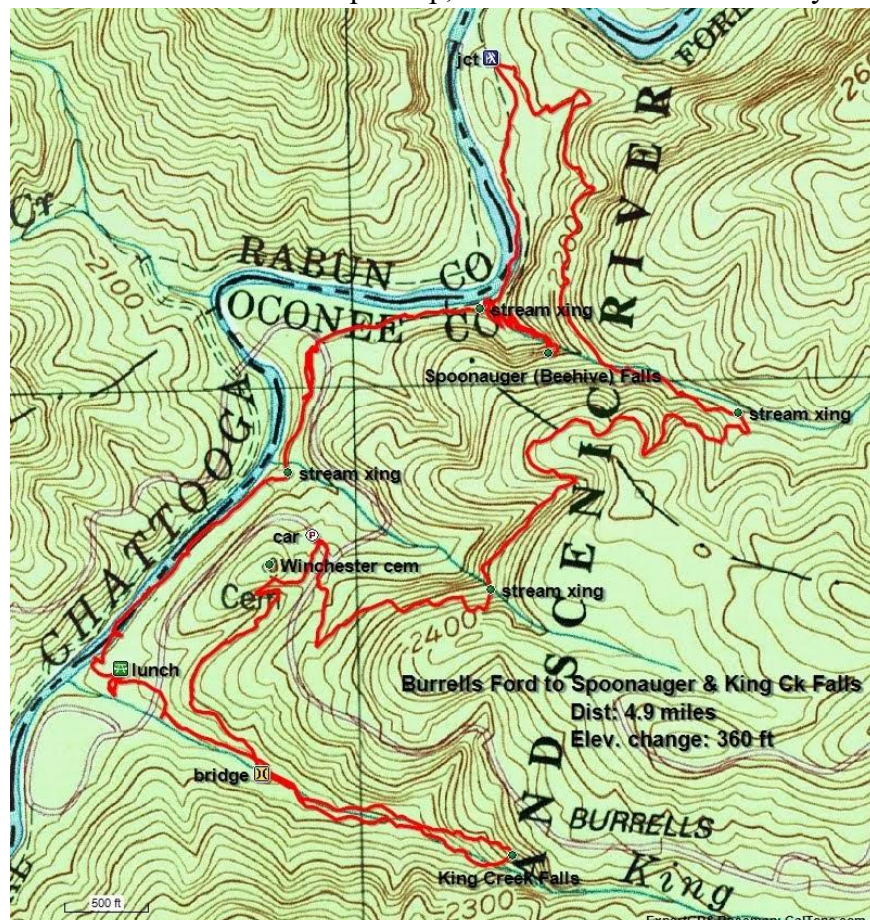 jct
FORD
Cr
2100
RABUN CO
OCONEE CO
RIVER
stream xing
Spoonauger (Beehive) Falls
stream xing
SCENIC
CHATTOOGA
stream xing
car
P
Winchester cem
Cem
stream xing
2400
lunch
Burrells Ford to Spoonauger & King Ck Falls
Dist: 4.9 miles
Elev. change: 360 ft
bridge
AND
BURRELLS
King Creek Falls
King
2300
500 ft